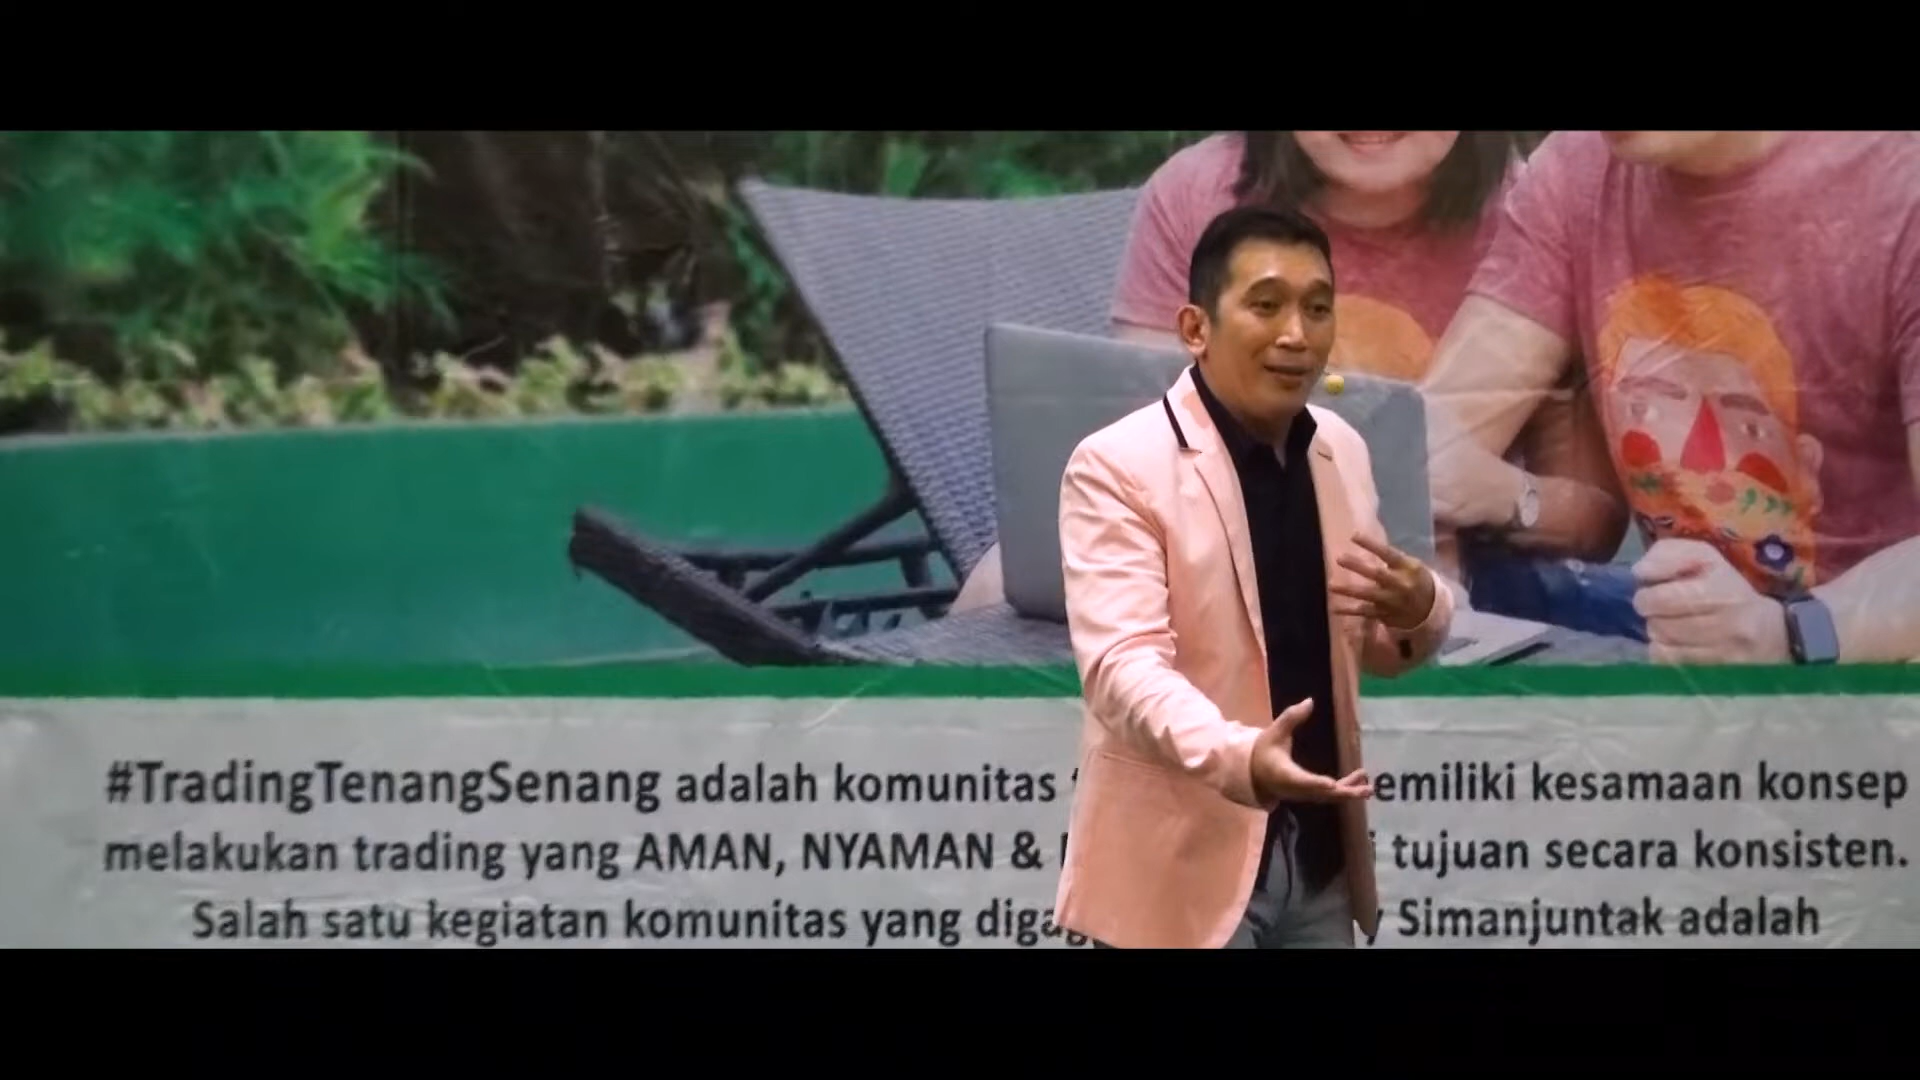 #TradingTenangSenang adalah komunitas emiliki kesamaan konsep
melakukan trading yang AMAN, NYAMAN & tujuan secara konsisten.
Salah satu kegiatan komunitas yang Simanjuntak adalah